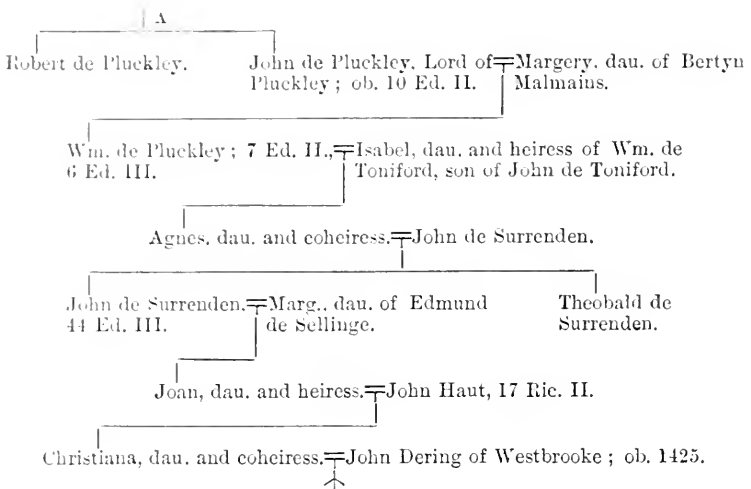 A
Robert de Pluckley. John de Pluckley, Lord of Margery, dau. of Bertyn
Pluckley ; ob. 10 Ed. II. Malmains.
Wm. de Pluckley ; 7 Ed. II., Isabel, dau. and heiress of Wm. de
6 Ed. III. Toniford, son of John de Toniford.
Agnes, dau. and coheiress. John de Surrenden.
John de Surrenden. Marg., dau. of Edmund Theobald de
44 Ed. III. de Sellinge. Surrenden.
Joan, dau. and heiress. John Haut, 17 Ric. II.
Christiana, dau. and coheiress. John Dering of Westbrooke ; ob. 1425.